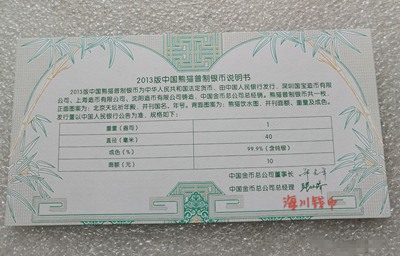 2013版中国熊猫普制银币说明书
2013版中国熊猫普制银币为中华人民共和国法定货币，由中国人民银行发行，深圳国宝造币有限
公司、上海造币有限公司、沈阳造币有限公司铸造，中国金币总公司总经销。熊猫普制银币共一枚，
正面图案为：北京天坛祈年殿，并刊国名、年号。背面图案为：熊猫饮水图，并刊面额、重量及成色。
发行量以中国人民银行公告为准，规格如下：
重量（盎司） 1
直径（毫米） 40
成色（%） 99.9%（含纯银）
面额（元） 10
中国金币总公司董事长
中国金币总公司总经理
海川钱币